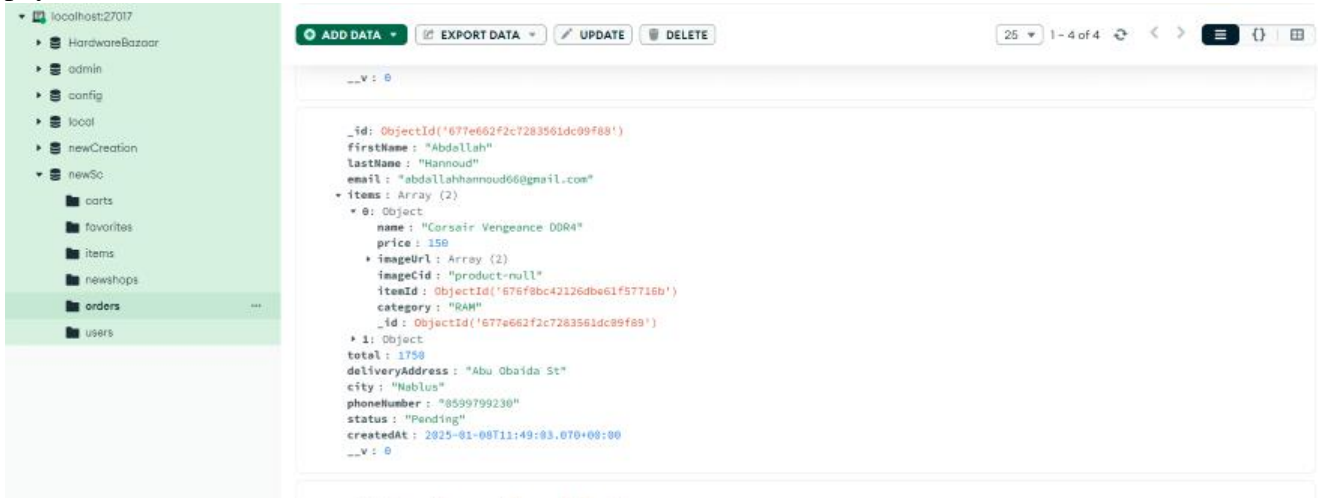 localhost:27017
HardwareBazaar
admin
config
local
newCreation
newSc
carts
favorites
items
newshops
orders
users
ADD DATA EXPORT DATA UPDATE DELETE 25 1 – 4 of 4 {}
__v : 0
_id: ObjectId('677e662f2c7283561dc09f88')
firstName : "Abdallah"
lastName : "Hannoud"
email : "abdallahhannoud66@gmail.com"
items : Array (2)
0: Object
name : "Corsair Vengeance DDR4"
price : 150
imageUrl : Array (2)
imageCid : "product-null"
itemId : ObjectId('676f8bc42126dbe61f57716b')
category : "RAM"
_id : ObjectId('677e662f2c7283561dc09f89')
1: Object
total : 1750
deliveryAddress : "Abu Obaida St"
city : "Nablus"
phoneNumber : "0599799230"
status : "Pending"
createdAt : 2025-01-08T11:49:03.070+00:00
__v : 0